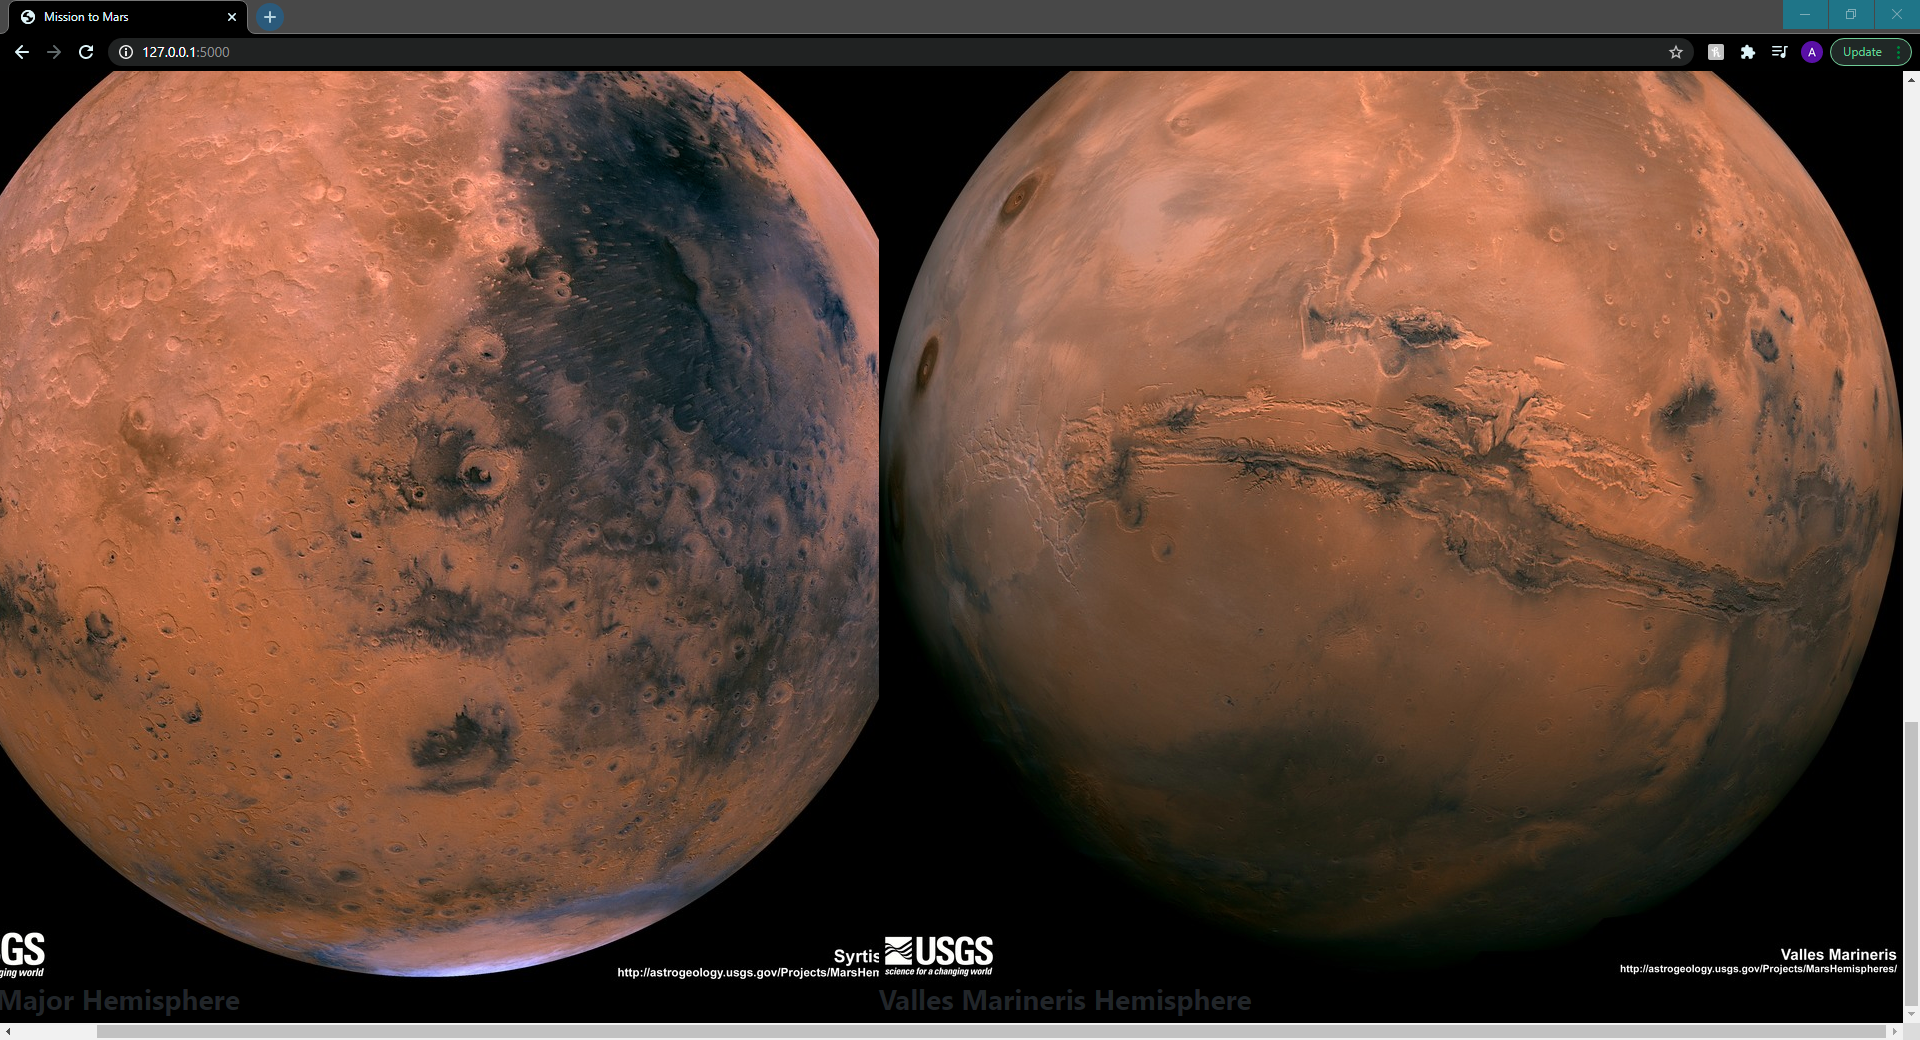 Mission to Mars
127.0.0.1:5000
A
Update
GS
ging world
Syrtis
http://astrogeology.usgs.gov/Projects/MarsHem
USGS
science for a changing world
Valles Marineris
http://astrogeology.usgs.gov/Projects/MarsHemispheres/
Major Hemisphere
Valles Marineris Hemisphere